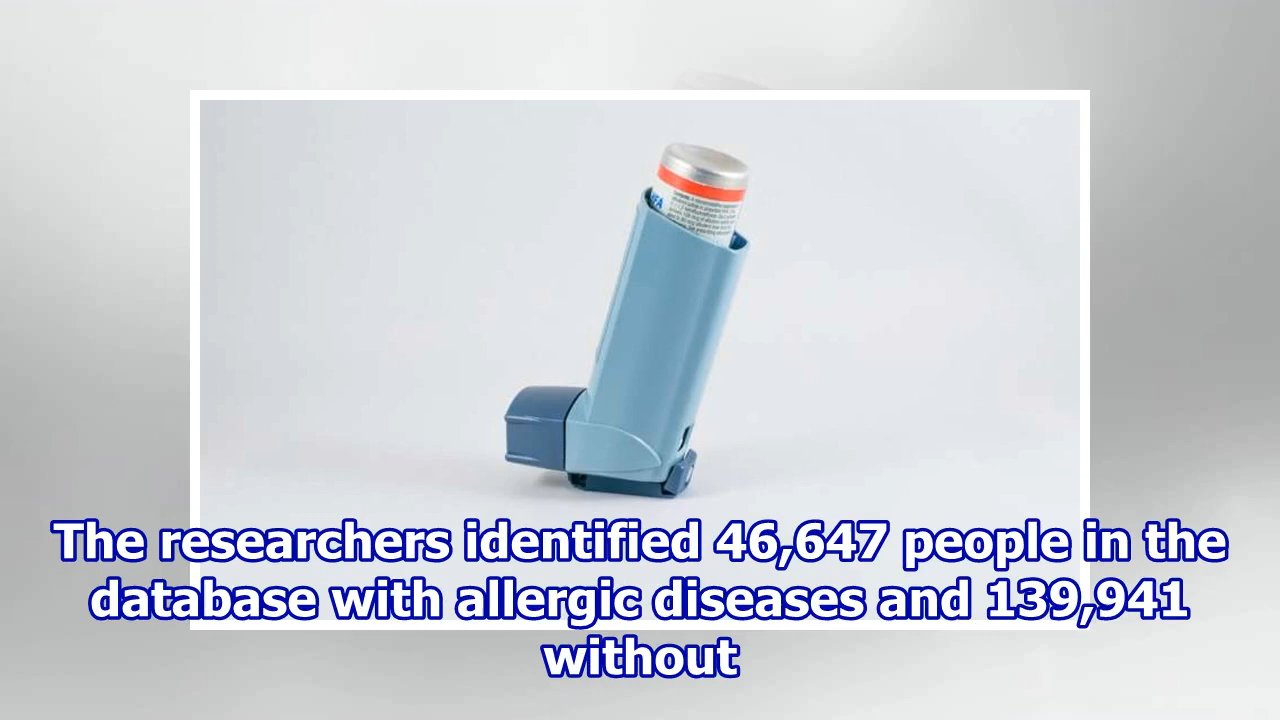 The researchers identified 46,647 people in the
database with allergic diseases and 139,941
without